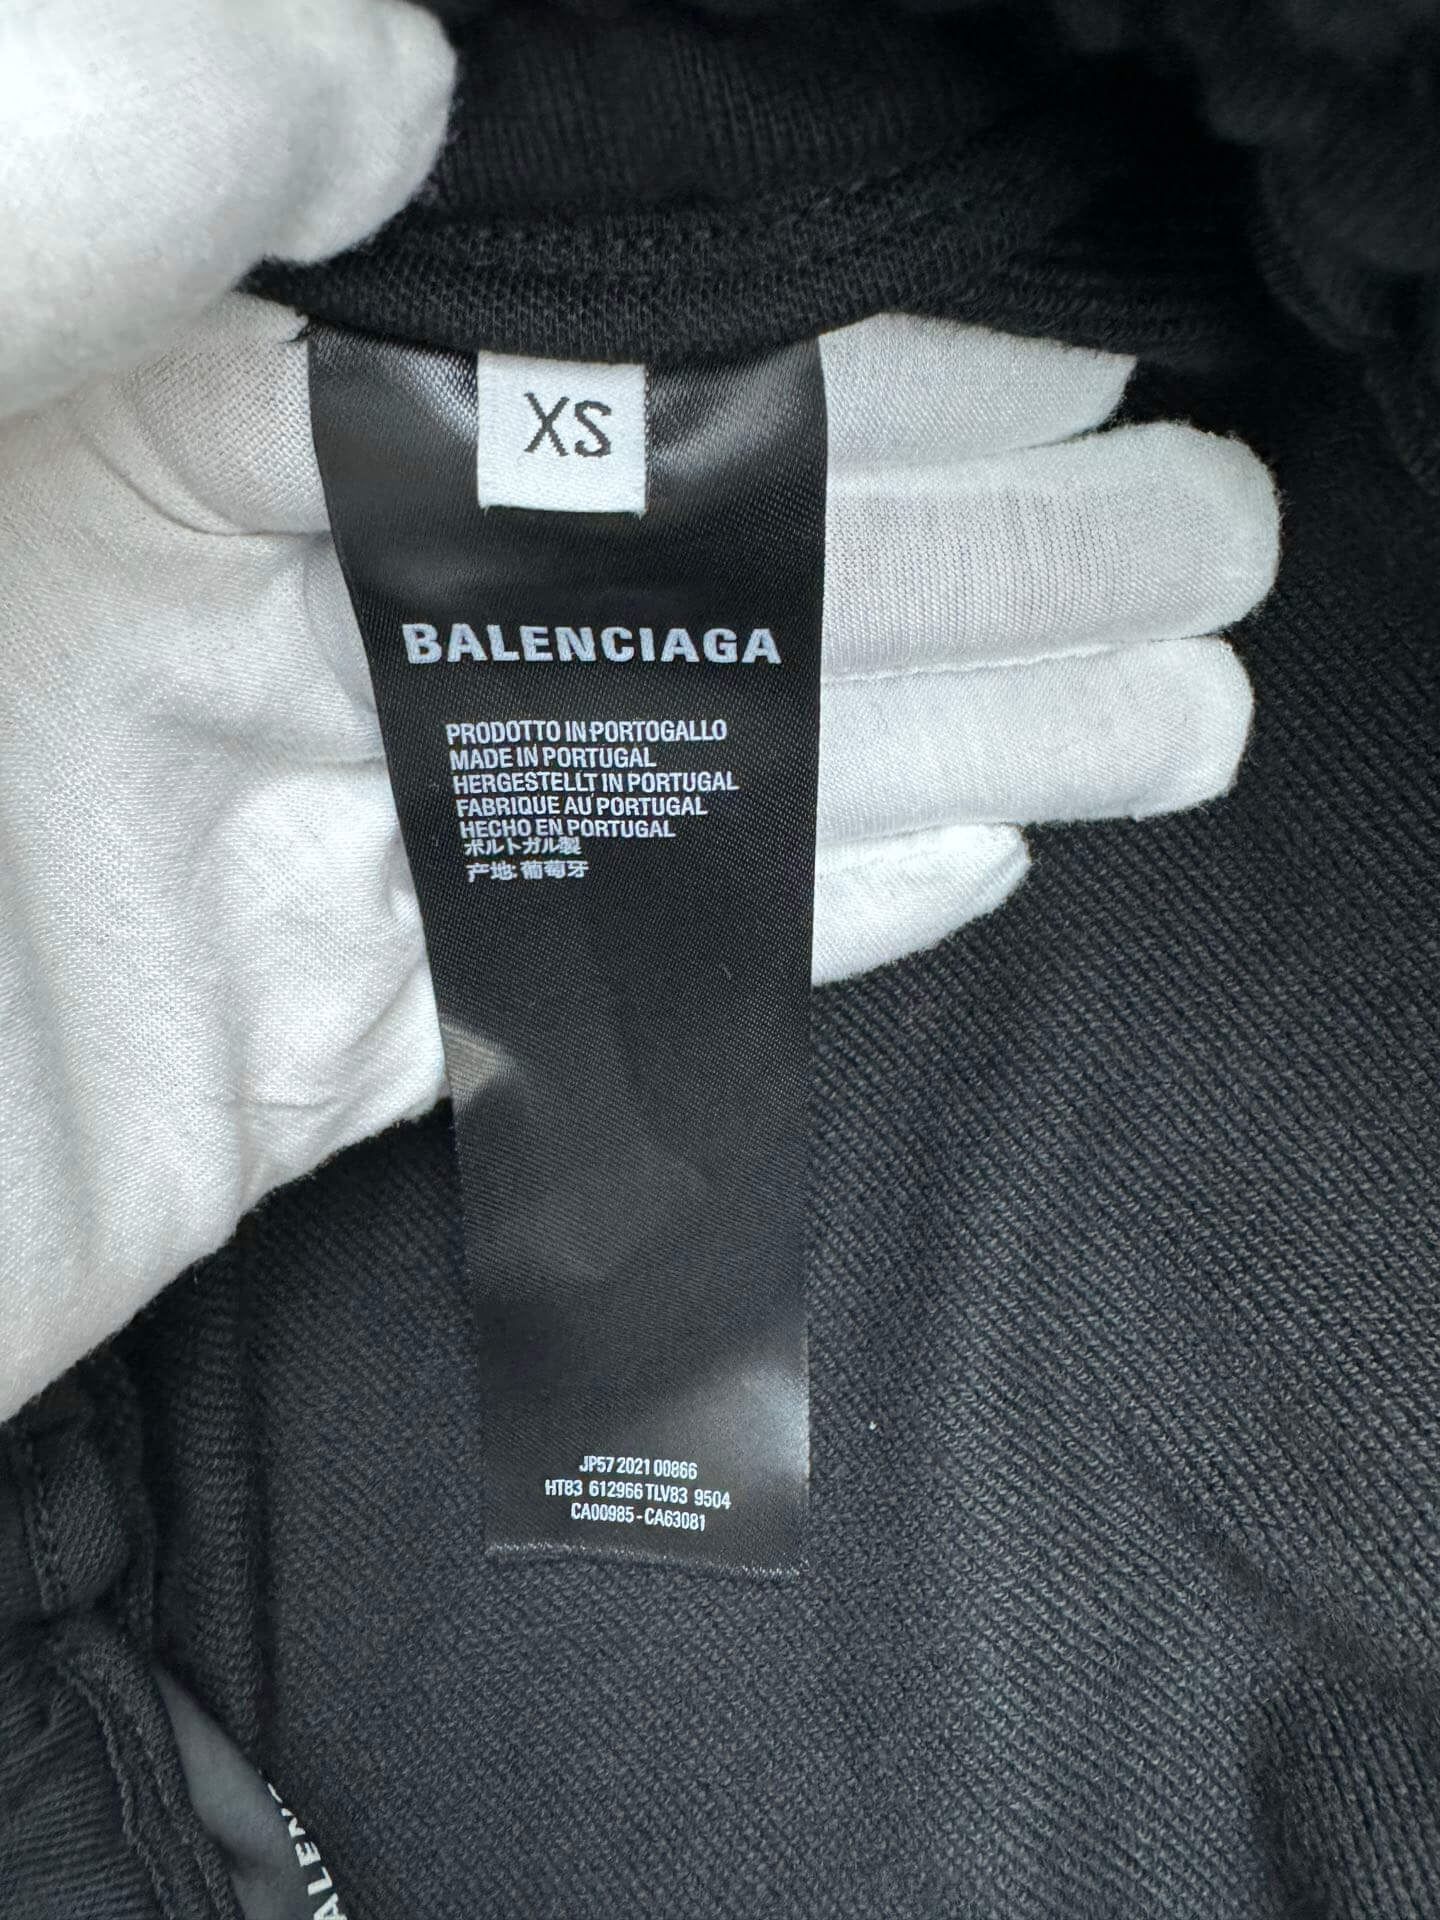 XS
BALENCIAGA
PRODOTTO IN PORTOGALLO
MADE IN PORTUGAL
HERGESTELLT IN PORTUGAL
FABRIQUE AU PORTUGAL
HECHO EN PORTUGAL
ポルトガル製
产地:葡萄牙
JP57 2021 00866
HT83 612966 TLV83 9504
CA00985-CA63081
ALENC